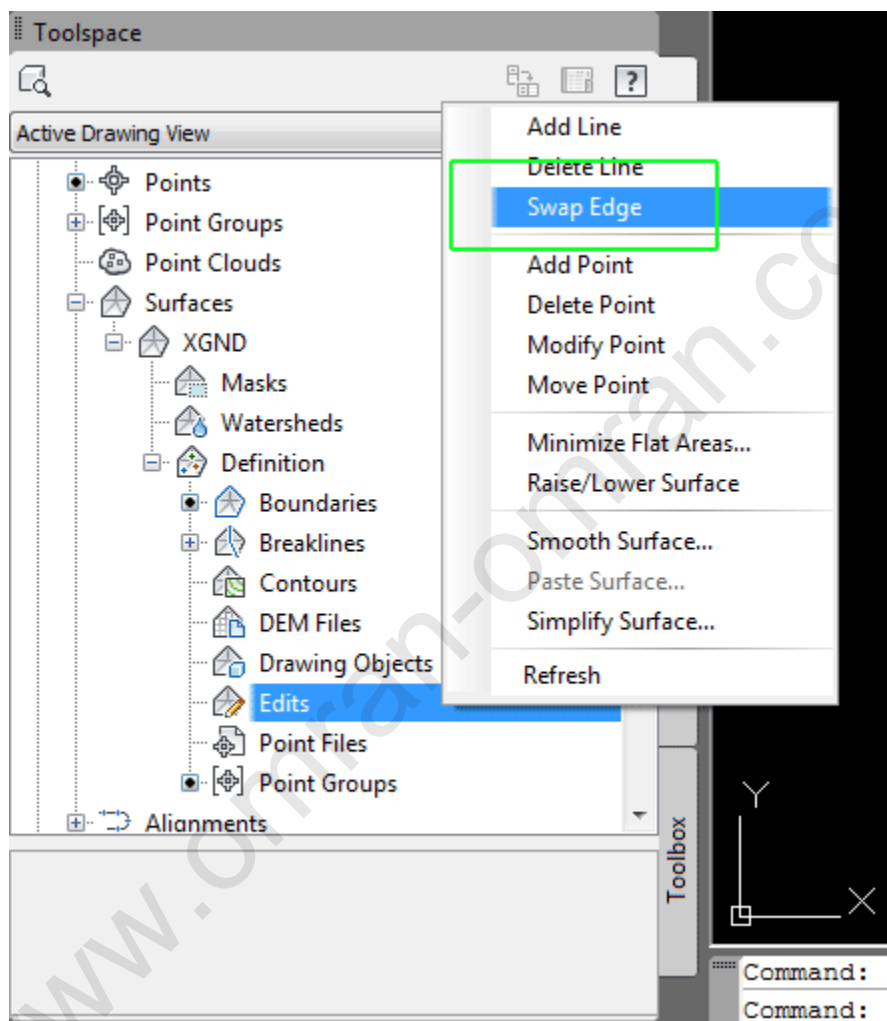 Toolspace
?
Active Drawing View
Points
Point Groups
Point Clouds
Surfaces
XGND
Masks
Watersheds
Definition
Boundaries
Breaklines
Contours
DEM Files
Drawing Objects
Edits
Point Files
Point Groups
Alignments
Add Line
Delete Line
Swap Edge
Add Point
Delete Point
Modify Point
Move Point
Minimize Flat Areas...
Raise/Lower Surface
Smooth Surface...
Paste Surface...
Simplify Surface...
Refresh
Toolbox
Y
X
Command:
Command:
www.omran-omran.co